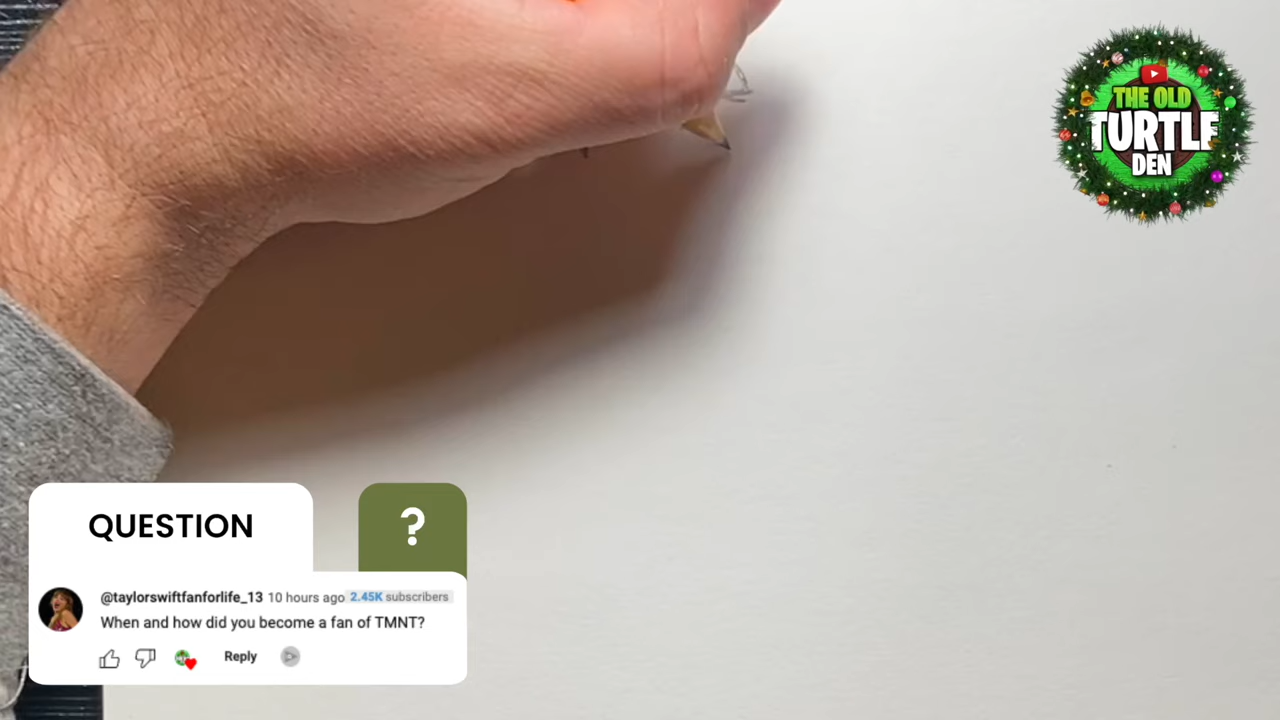 THE OLD
TURTLE
DEN
QUESTION
?
@taylorswiftfanforlife_13 10 hours ago 2.45K subscribers
When and how did you become a fan of TMNT?
Reply